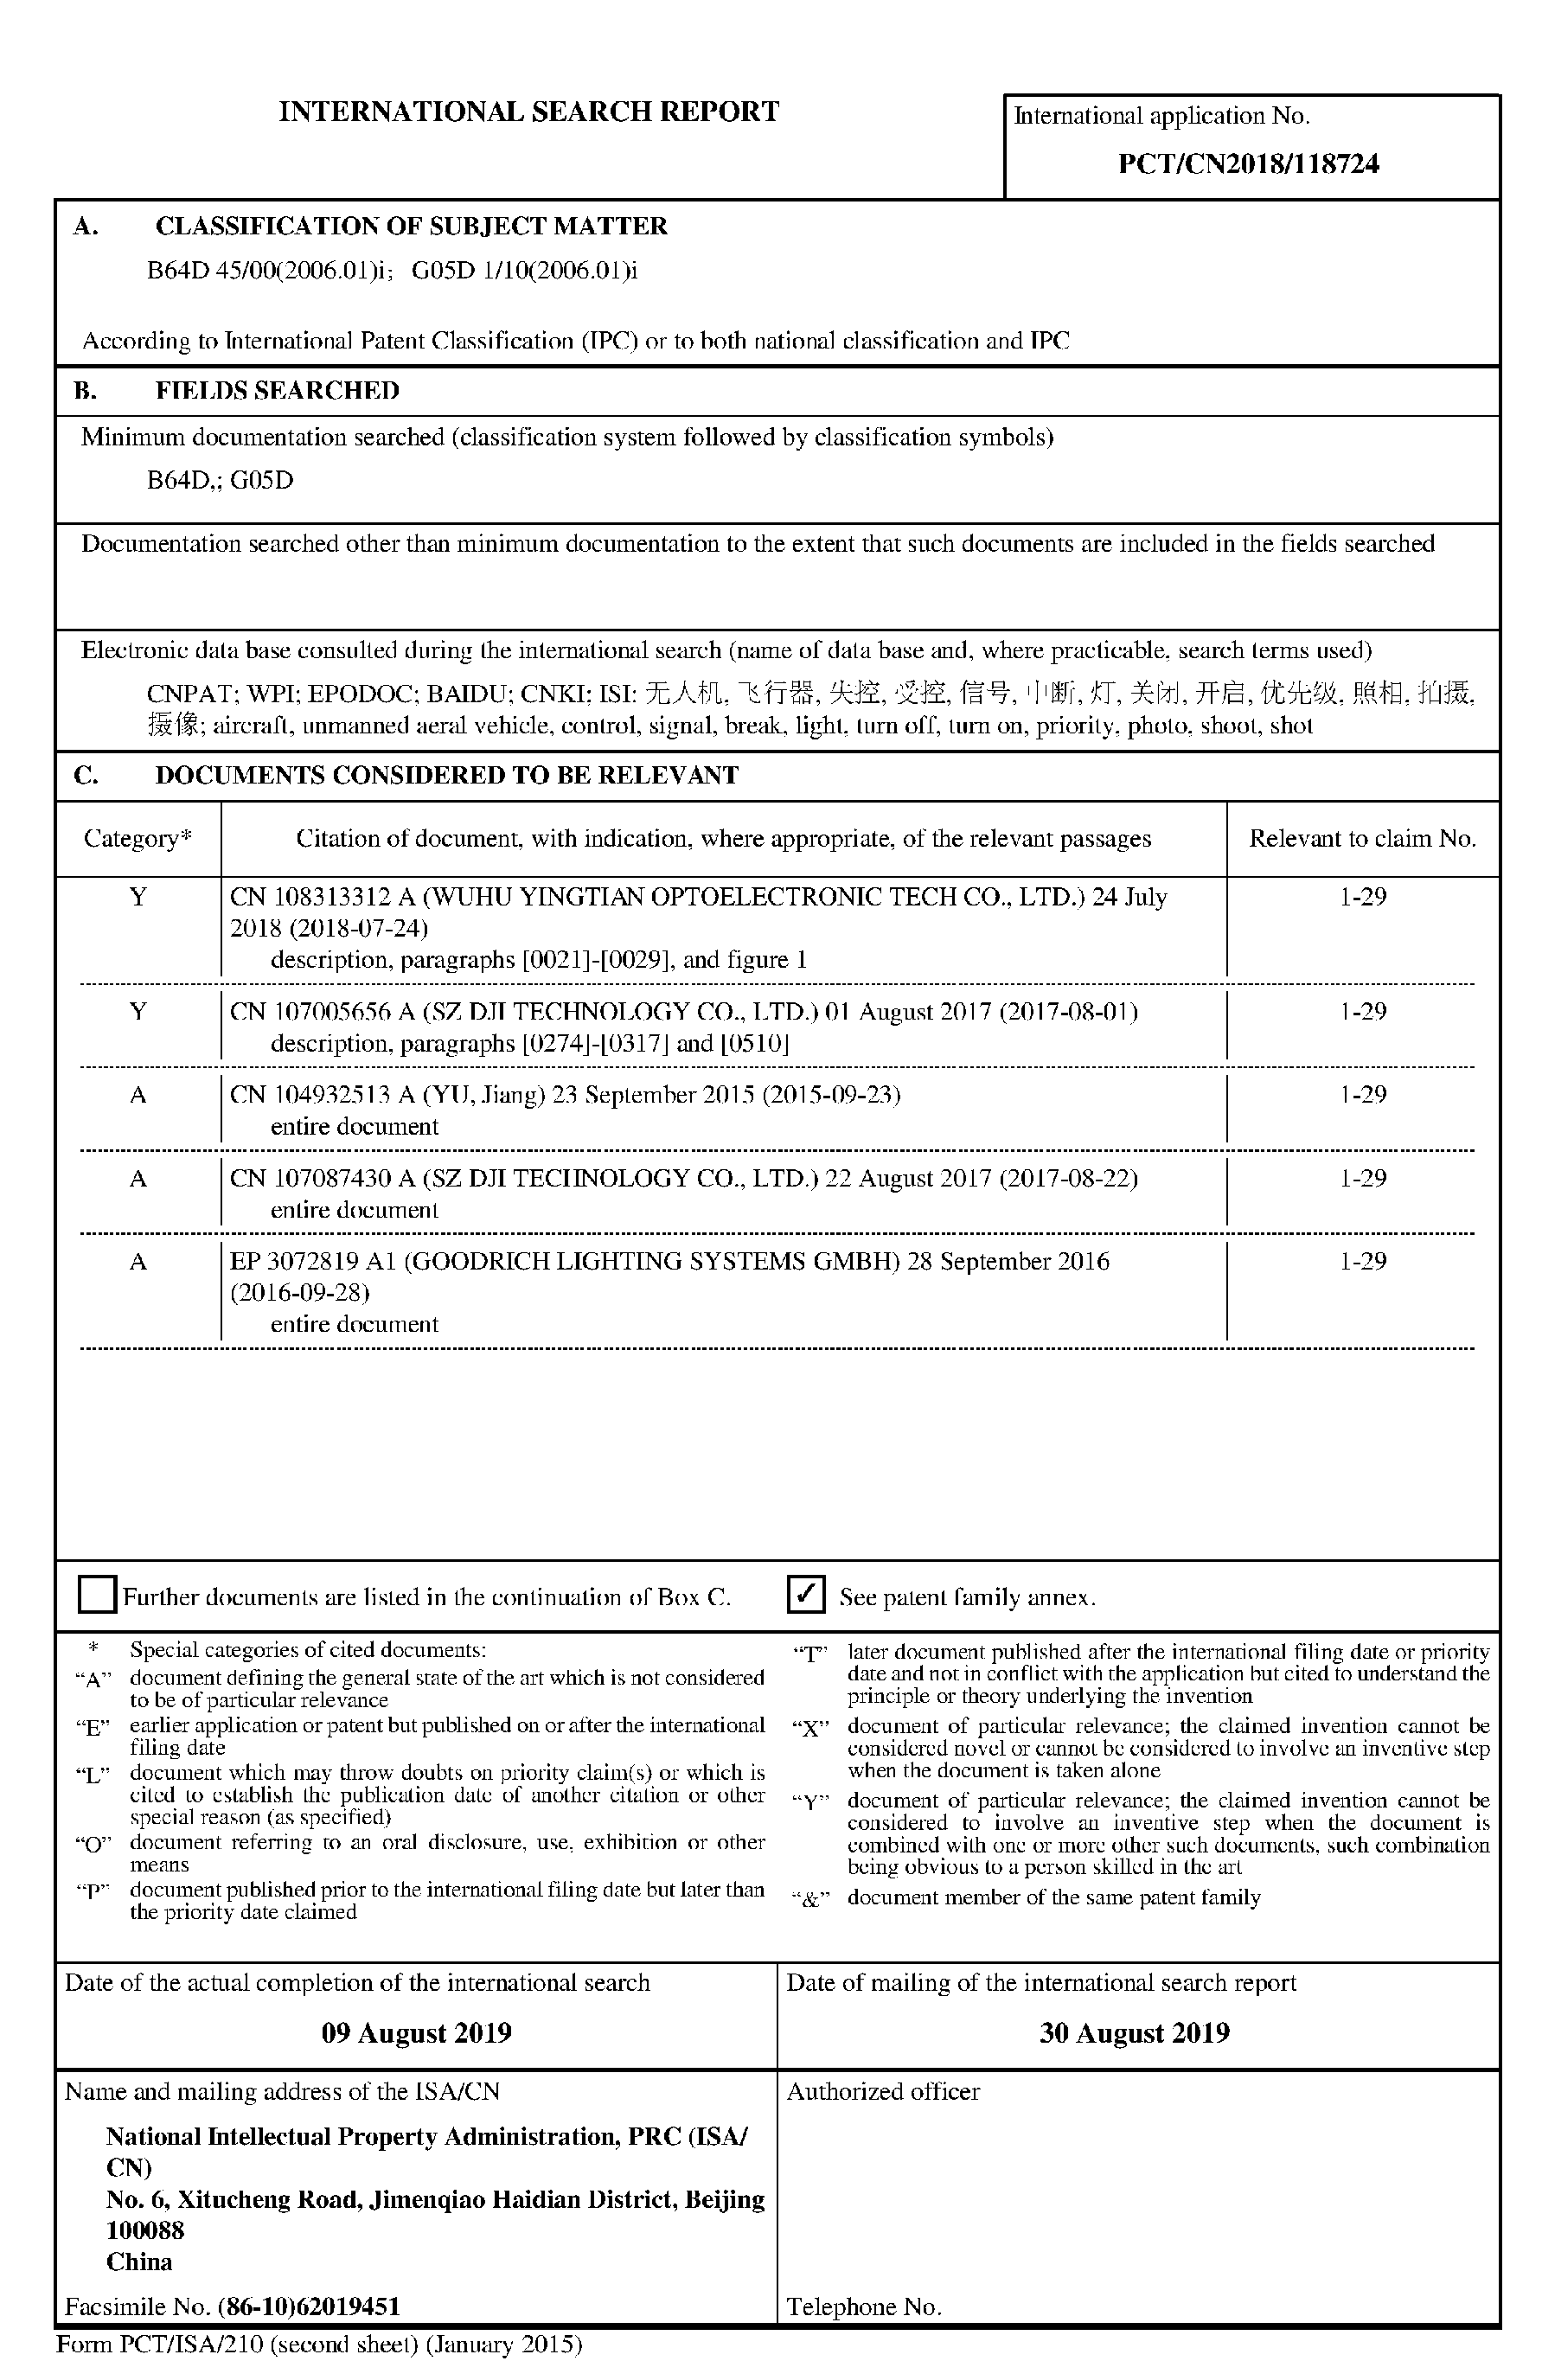 INTERNATIONAL SEARCH REPORT
International application No.
PCT/CN2018/118724
A. CLASSIFICATION OF SUBJECT MATTER
B64D 45/00(2006.01)i; G05D 1/10(2006.01)i
According to International Patent Classification (IPC) or to both national classification and IPC
B. FIELDS SEARCHED
Minimum documentation searched (classification system followed by classification symbols)
B64D,; G05D
Documentation searched other than minimum documentation to the extent that such documents are included in the fields searched
Electronic data base consulted during the international search (name of data base and, where practicable, search terms used)
CNPAT; WPI; EPODOC; BAIDU; CNKI; ISI: 无人机, 飞行器, 失控, 受控, 信号, 中断, 灯, 关闭, 开启, 优先级, 照相, 拍摄,
摄像; aircraft, unmanned aeral vehicle, control, signal, break, light, turn off, turn on, priority, photo, shoot, shot
C. DOCUMENTS CONSIDERED TO BE RELEVANT
Category* Citation of document, with indication, where appropriate, of the relevant passages Relevant to claim No.
Y CN 108313312 A (WUHU YINGTIAN OPTOELECTRONIC TECH CO., LTD.) 24 July 1-29
2018 (2018-07-24)
description, paragraphs [0021]-[0029], and figure 1
Y CN 107005656 A (SZ DJI TECHNOLOGY CO., LTD.) 01 August 2017 (2017-08-01) 1-29
description, paragraphs [0274]-[0317] and [0510]
A CN 104932513 A (YU, Jiang) 23 September 2015 (2015-09-23) 1-29
entire document
A CN 107087430 A (SZ DJI TECHNOLOGY CO., LTD.) 22 August 2017 (2017-08-22) 1-29
entire document
A EP 3072819 A1 (GOODRICH LIGHTING SYSTEMS GMBH) 28 September 2016 1-29
(2016-09-28)
entire document
Further documents are listed in the continuation of Box C.
✓ See patent family annex.
* Special categories of cited documents:
"A" document defining the general state of the art which is not considered
to be of particular relevance
"E" earlier application or patent but published on or after the international
filing date
"L" document which may throw doubts on priority claim(s) or which is
cited to establish the publication date of another citation or other
special reason (as specified)
"O" document referring to an oral disclosure, use, exhibition or other
means
"P" document published prior to the international filing date but later than
the priority date claimed
"T" later document published after the international filing date or priority
date and not in conflict with the application but cited to understand the
principle or theory underlying the invention
"X" document of particular relevance; the claimed invention cannot be
considered novel or cannot be considered to involve an inventive step
when the document is taken alone
"Y" document of particular relevance; the claimed invention cannot be
considered to involve an inventive step when the document is
combined with one or more other such documents, such combination
being obvious to a person skilled in the art
"&" document member of the same patent family
Date of the actual completion of the international search
09 August 2019
Date of mailing of the international search report
30 August 2019
Name and mailing address of the ISA/CN
National Intellectual Property Administration, PRC (ISA/
CN)
No. 6, Xitucheng Road, Jimenqiao Haidian District, Beijing
100088
China
Facsimile No. (86-10)62019451
Authorized officer
Telephone No.
Form PCT/ISA/210 (second sheet) (January 2015)